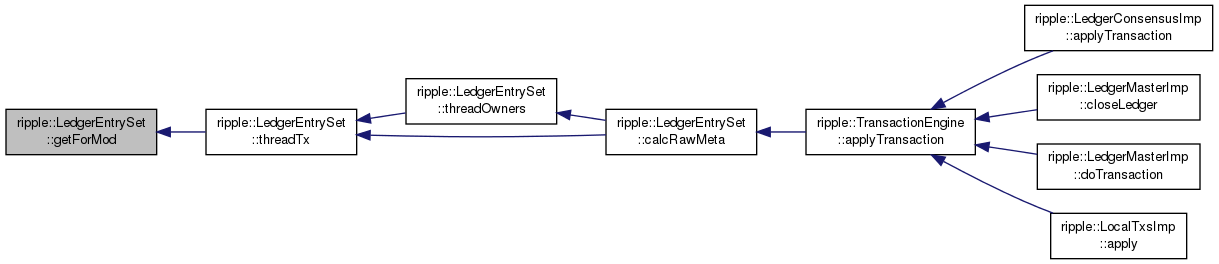 ripple::LedgerEntrySet
::getForMod
ripple::LedgerEntrySet
::threadTx
ripple::LedgerEntrySet
::threadOwners
ripple::LedgerEntrySet
::calcRawMeta
ripple::TransactionEngine
::applyTransaction
ripple::LedgerConsensusImp
::applyTransaction
ripple::LedgerMasterImp
::closeLedger
ripple::LedgerMasterImp
::doTransaction
ripple::LocalTxsImp
::apply